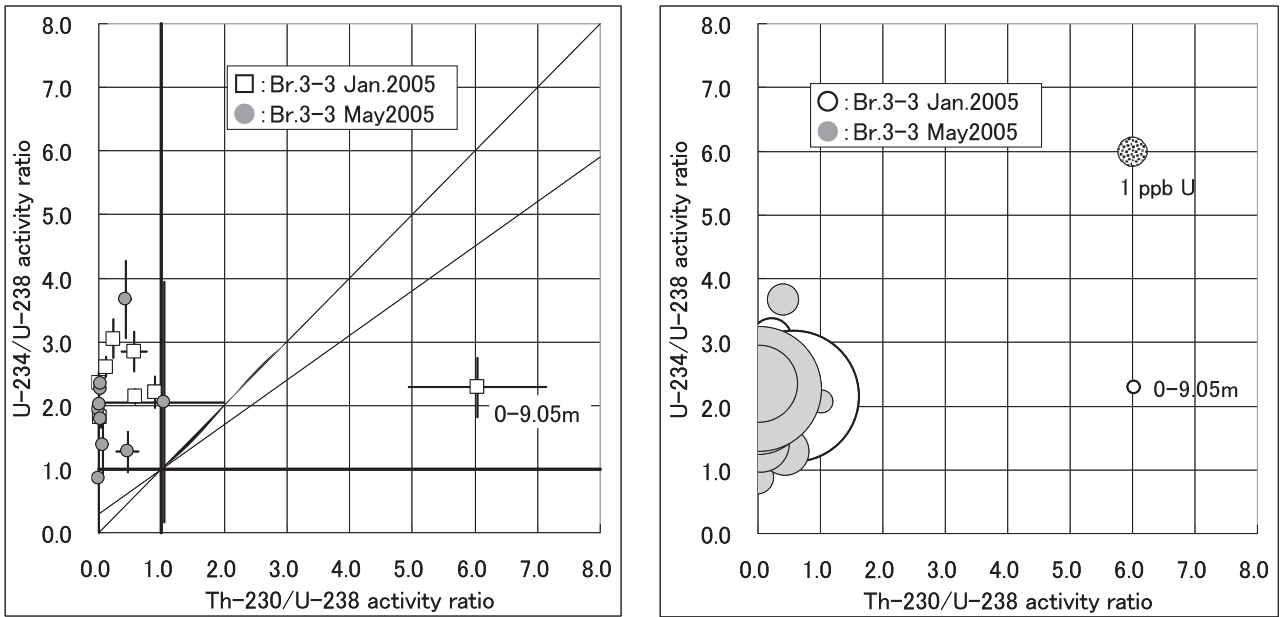 8.0
7.0
6.0
5.0
4.0
3.0
2.0
1.0
0.0
U-234/U-238 activity ratio
□ : Br.3-3 Jan.2005
● : Br.3-3 May2005
0-9.05m
0.0 1.0 2.0 3.0 4.0 5.0 6.0 7.0 8.0
Th-230/U-238 activity ratio
8.0
7.0
6.0
5.0
4.0
3.0
2.0
1.0
0.0
U-234/U-238 activity ratio
○ : Br.3-3 Jan.2005
● : Br.3-3 May2005
1 ppb U
0-9.05m
0.0 1.0 2.0 3.0 4.0 5.0 6.0 7.0 8.0
Th-230/U-238 activity ratio